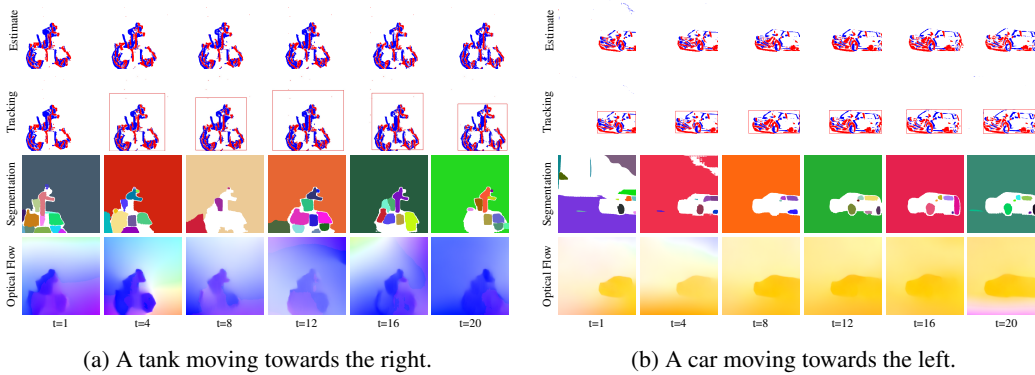 Estimate
Tracking
Segmentation
Optical Flow
t=1 t=4 t=8 t=12 t=16 t=20
(a) A tank moving towards the right.
Estimate
Tracking
Segmentation
Optical Flow
t=1 t=4 t=8 t=12 t=16 t=20
(b) A car moving towards the left.